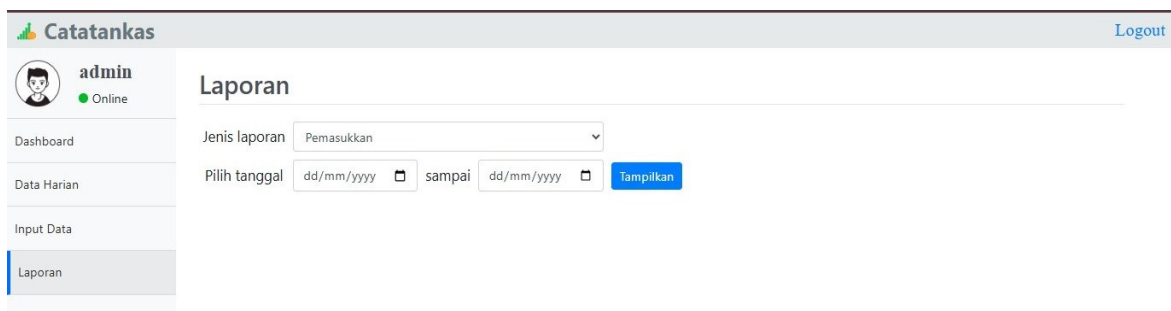 Catatankas
Logout
admin
Online
Dashboard
Data Harian
Input Data
Laporan
Laporan
Jenis laporan Pemasukkan
Pilih tanggal dd/mm/yyyy sampai dd/mm/yyyy Tampilkan